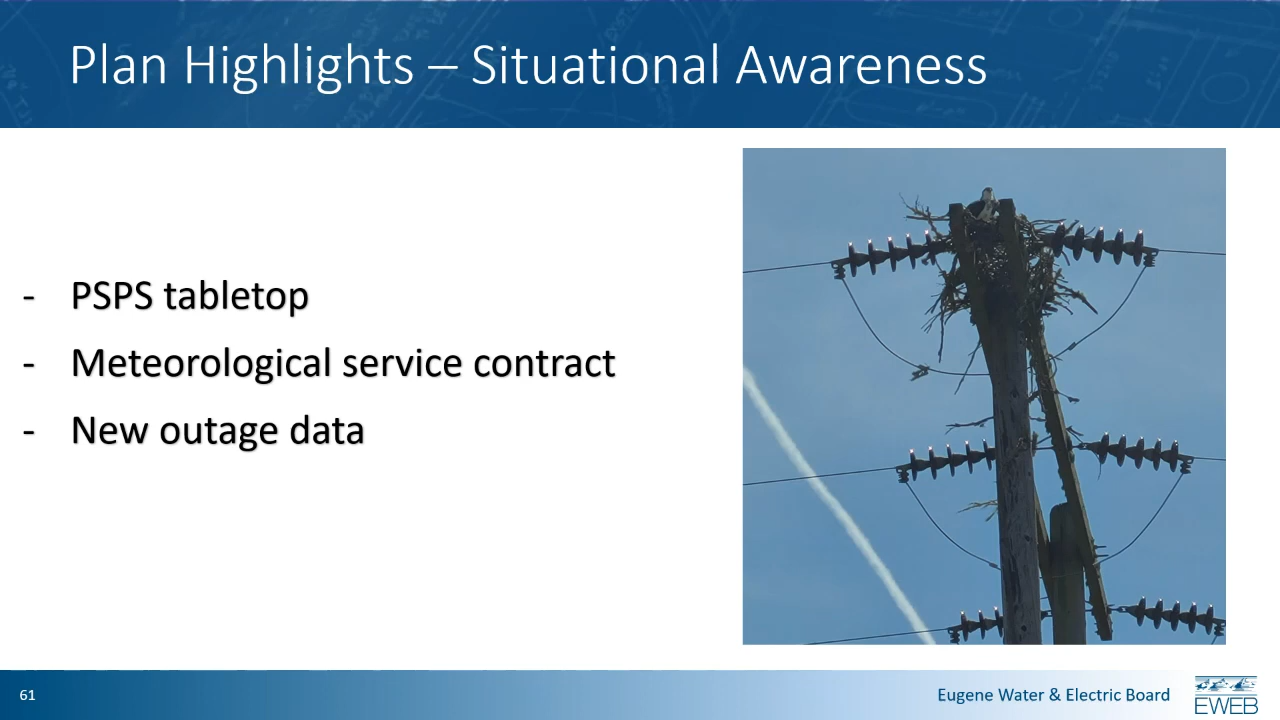 Plan Highlights – Situational Awareness
- PSPS tabletop
- Meteorological service contract
- New outage data
61
Eugene Water & Electric Board
EWEB